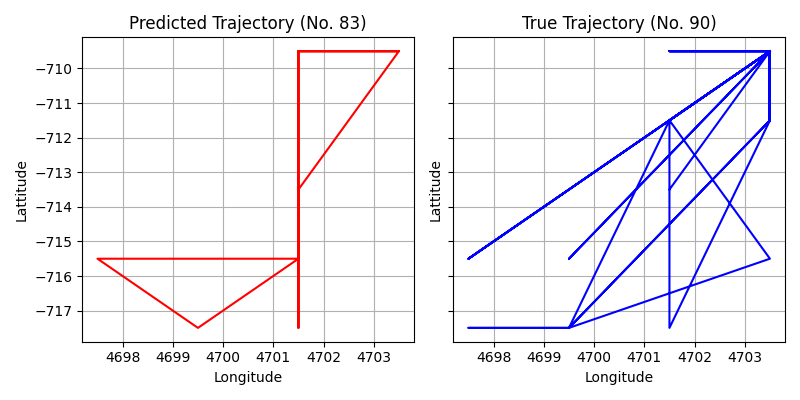 Predicted Trajectory (No. 83)
True Trajectory (No. 90)
−710
−711
−712
−713
−714
−715
−716
−717
Lattitude
Lattitude
4698 4699 4700 4701 4702 4703
4698 4699 4700 4701 4702 4703
Longitude
Longitude